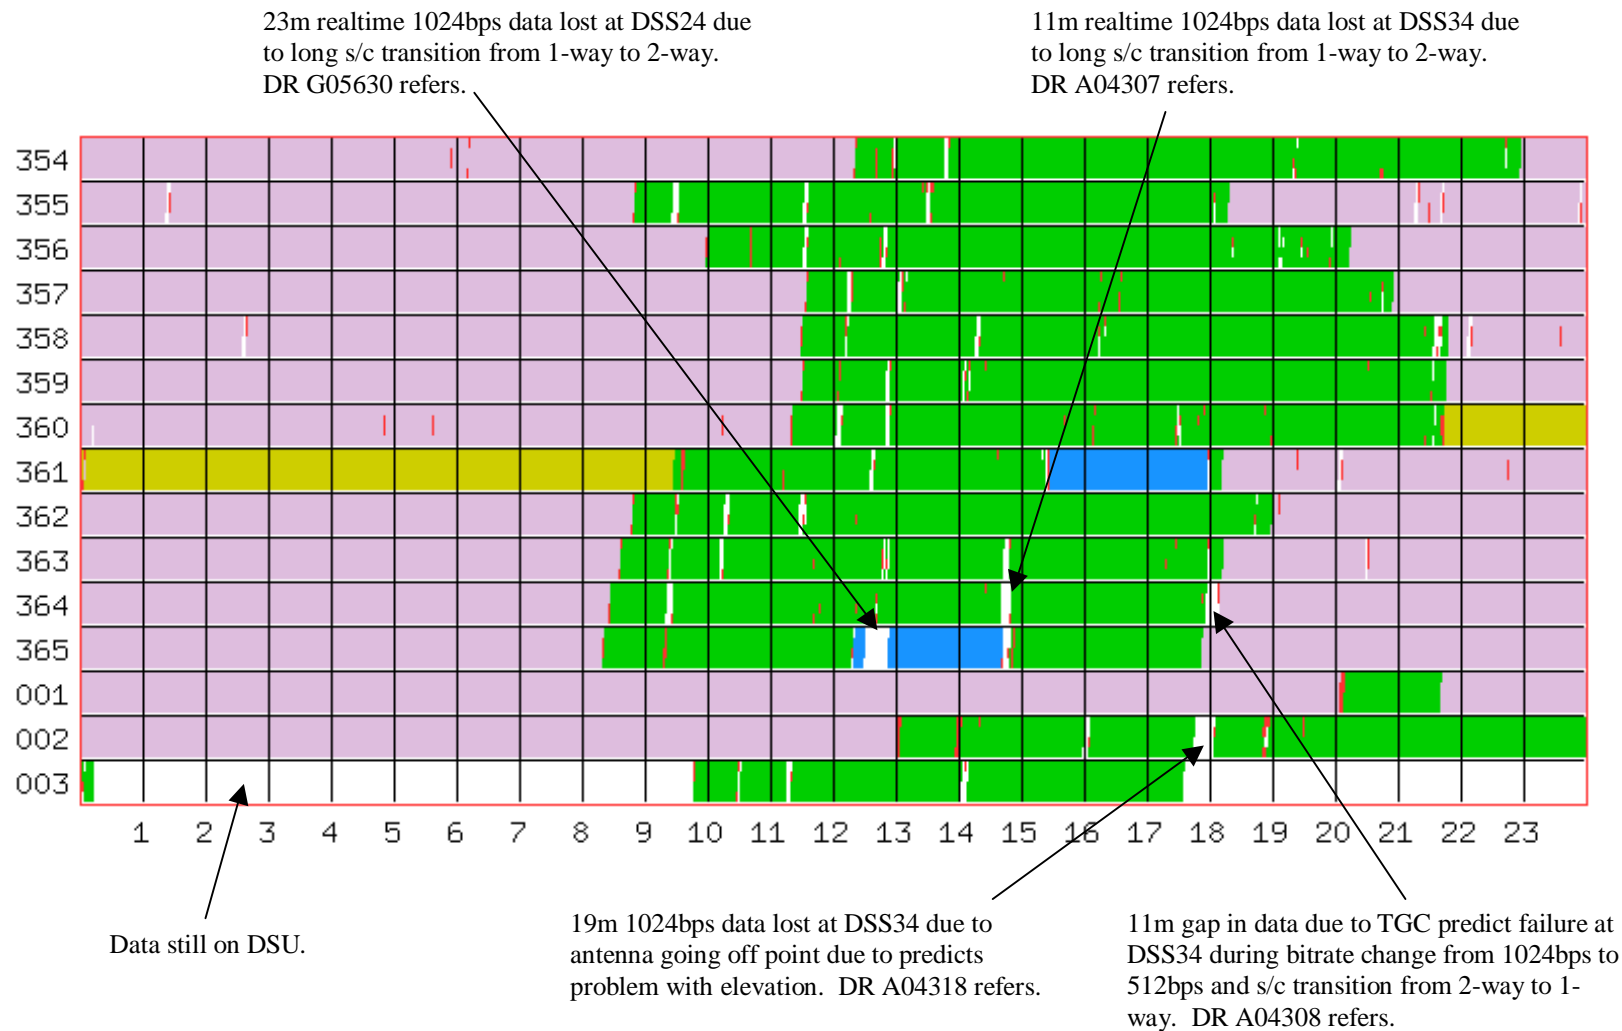 23m realtime 1024bps data lost at DSS24 due
to long s/c transition from 1-way to 2-way.
DR G05630 refers.
11m realtime 1024bps data lost at DSS34 due
to long s/c transition from 1-way to 2-way.
DR A04307 refers.
354
355
356
357
358
359
360
361
362
363
364
365
001
002
003
1 2 3 4 5 6 7 8 9 10 11 12 13 14 15 16 17 18 19 20 21 22 23
Data still on DSU.
19m 1024bps data lost at DSS34 due to
antenna going off point due to predicts
problem with elevation.  DR A04318 refers.
11m gap in data due to TGC predict failure at
DSS34 during bitrate change from 1024bps to
512bps and s/c transition from 2-way to 1-
way.  DR A04308 refers.